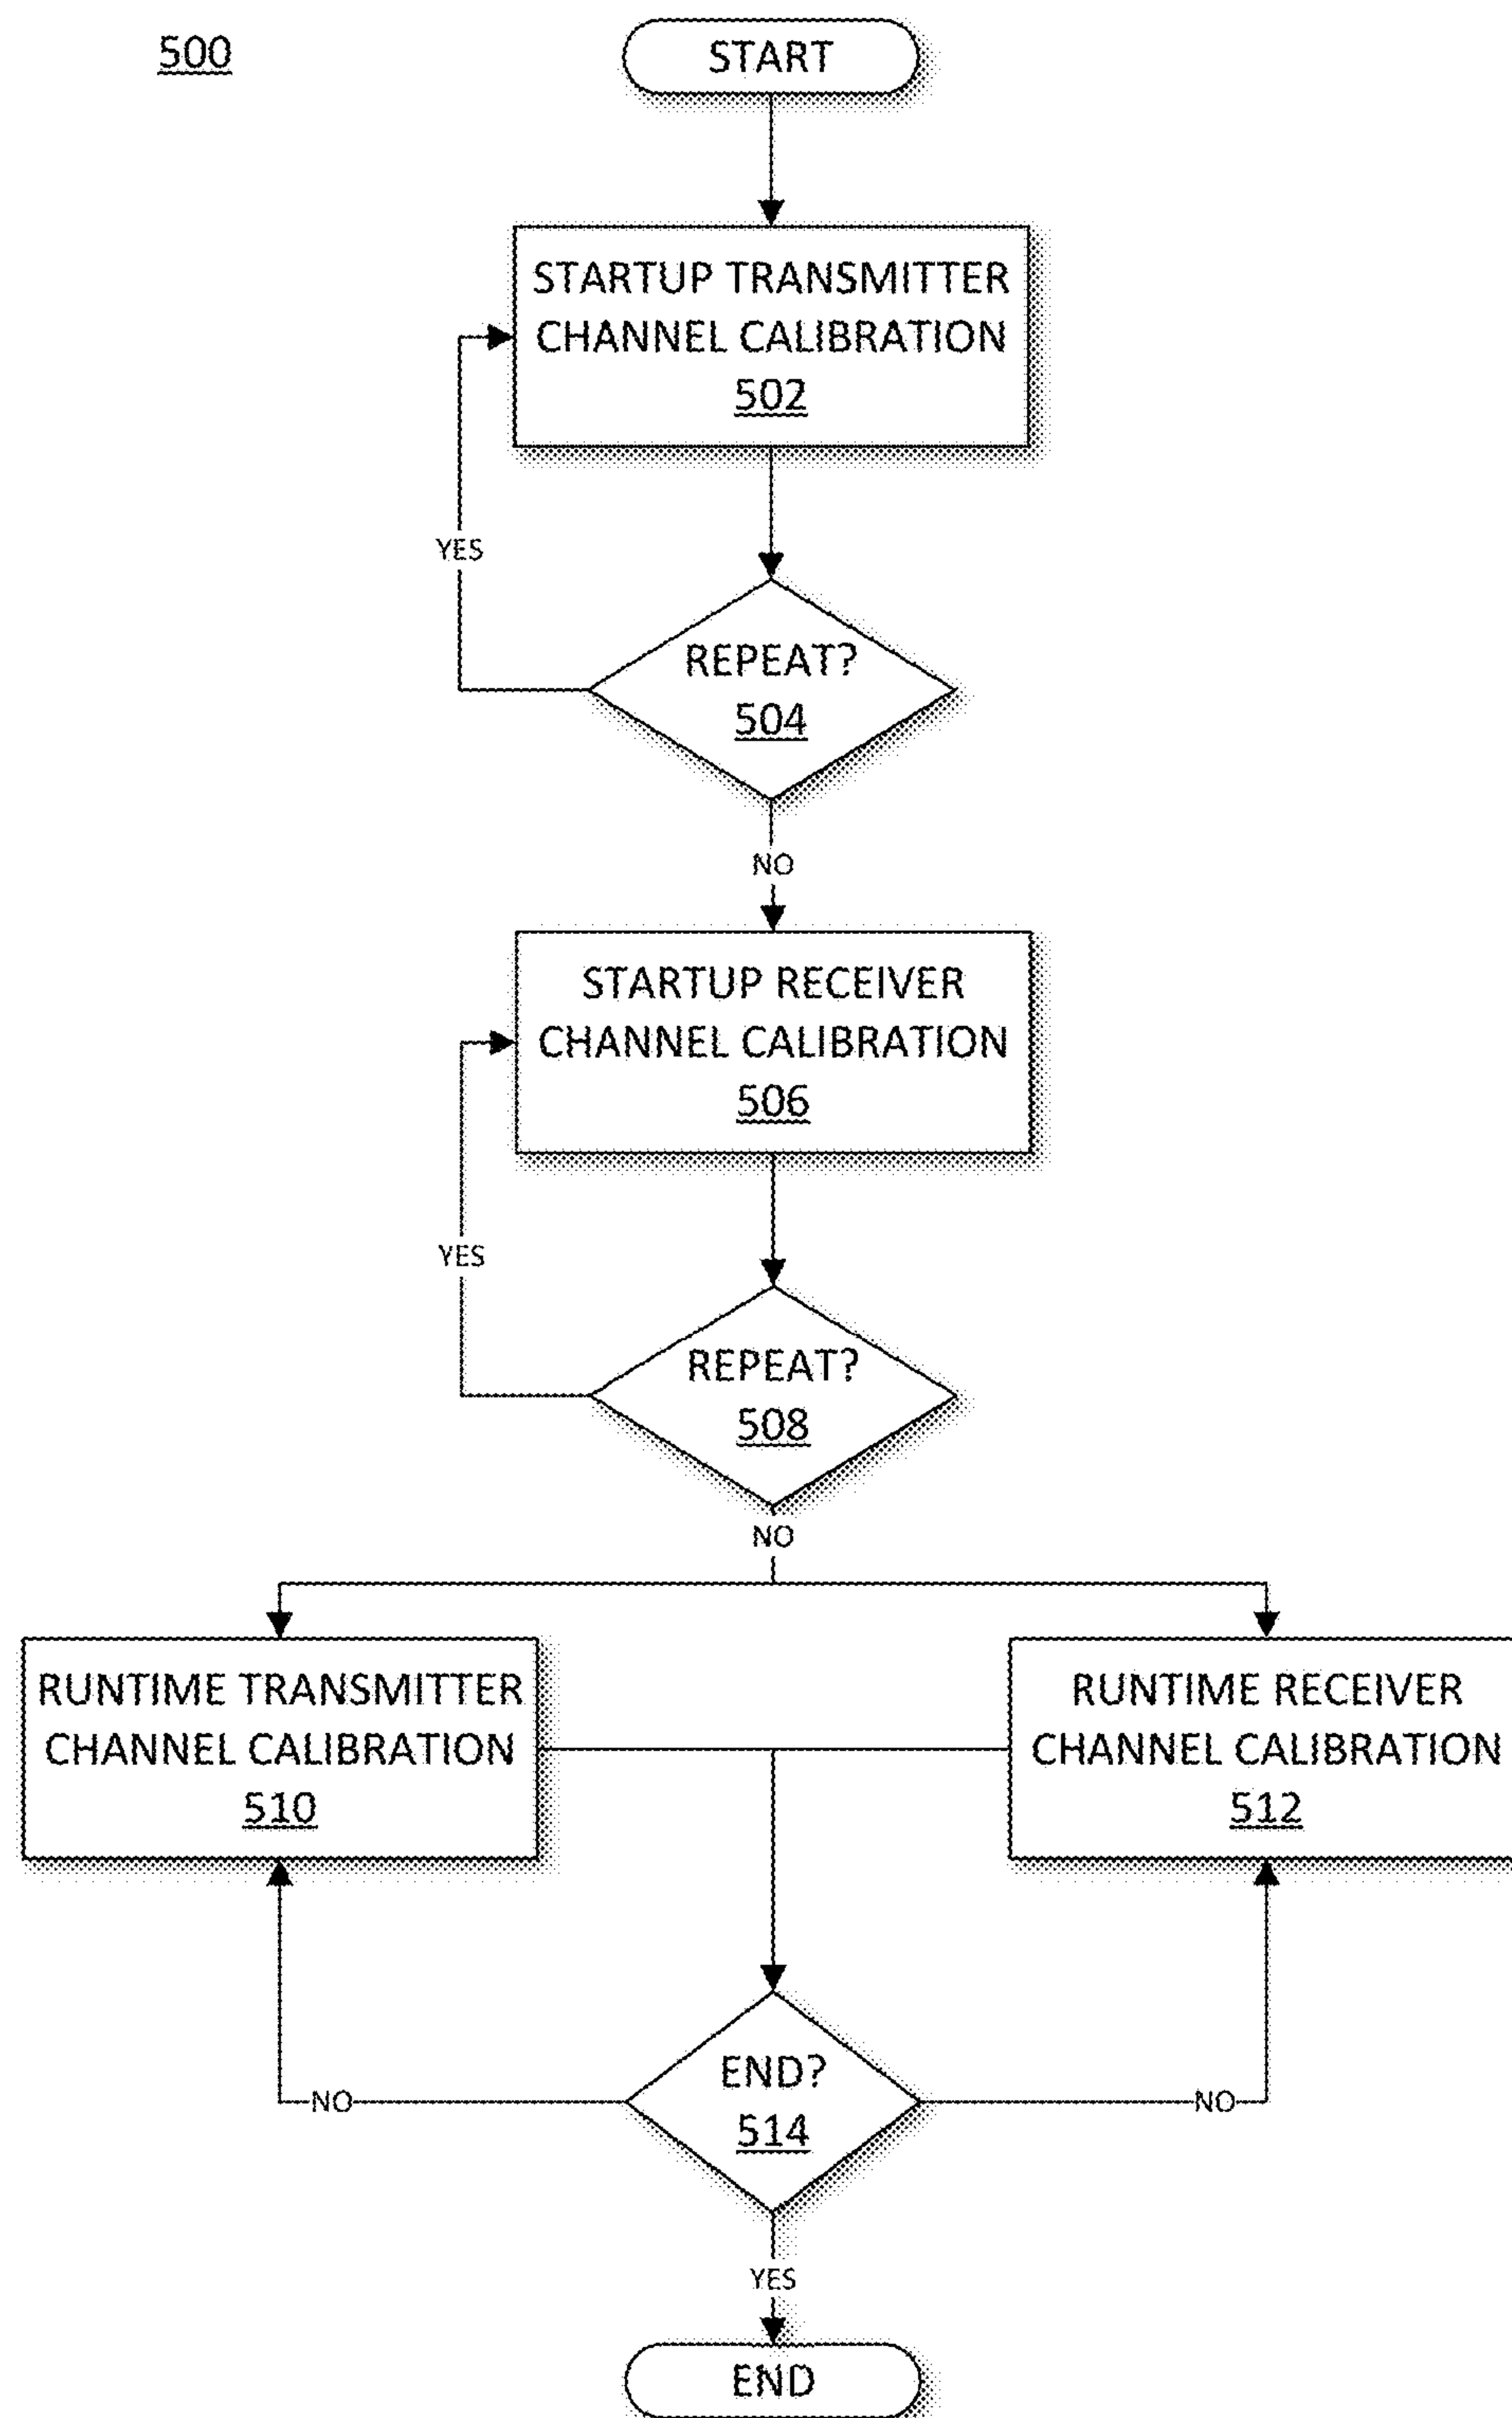 500
START
STARTUP TRANSMITTER
CHANNEL CALIBRATION
502
YES
REPEAT?
504
NO
STARTUP RECEIVER
CHANNEL CALIBRATION
506
YES
REPEAT?
508
NO
RUNTIME TRANSMITTER
CHANNEL CALIBRATION
510
RUNTIME RECEIVER
CHANNEL CALIBRATION
512
END?
514
NO
NO
YES
END